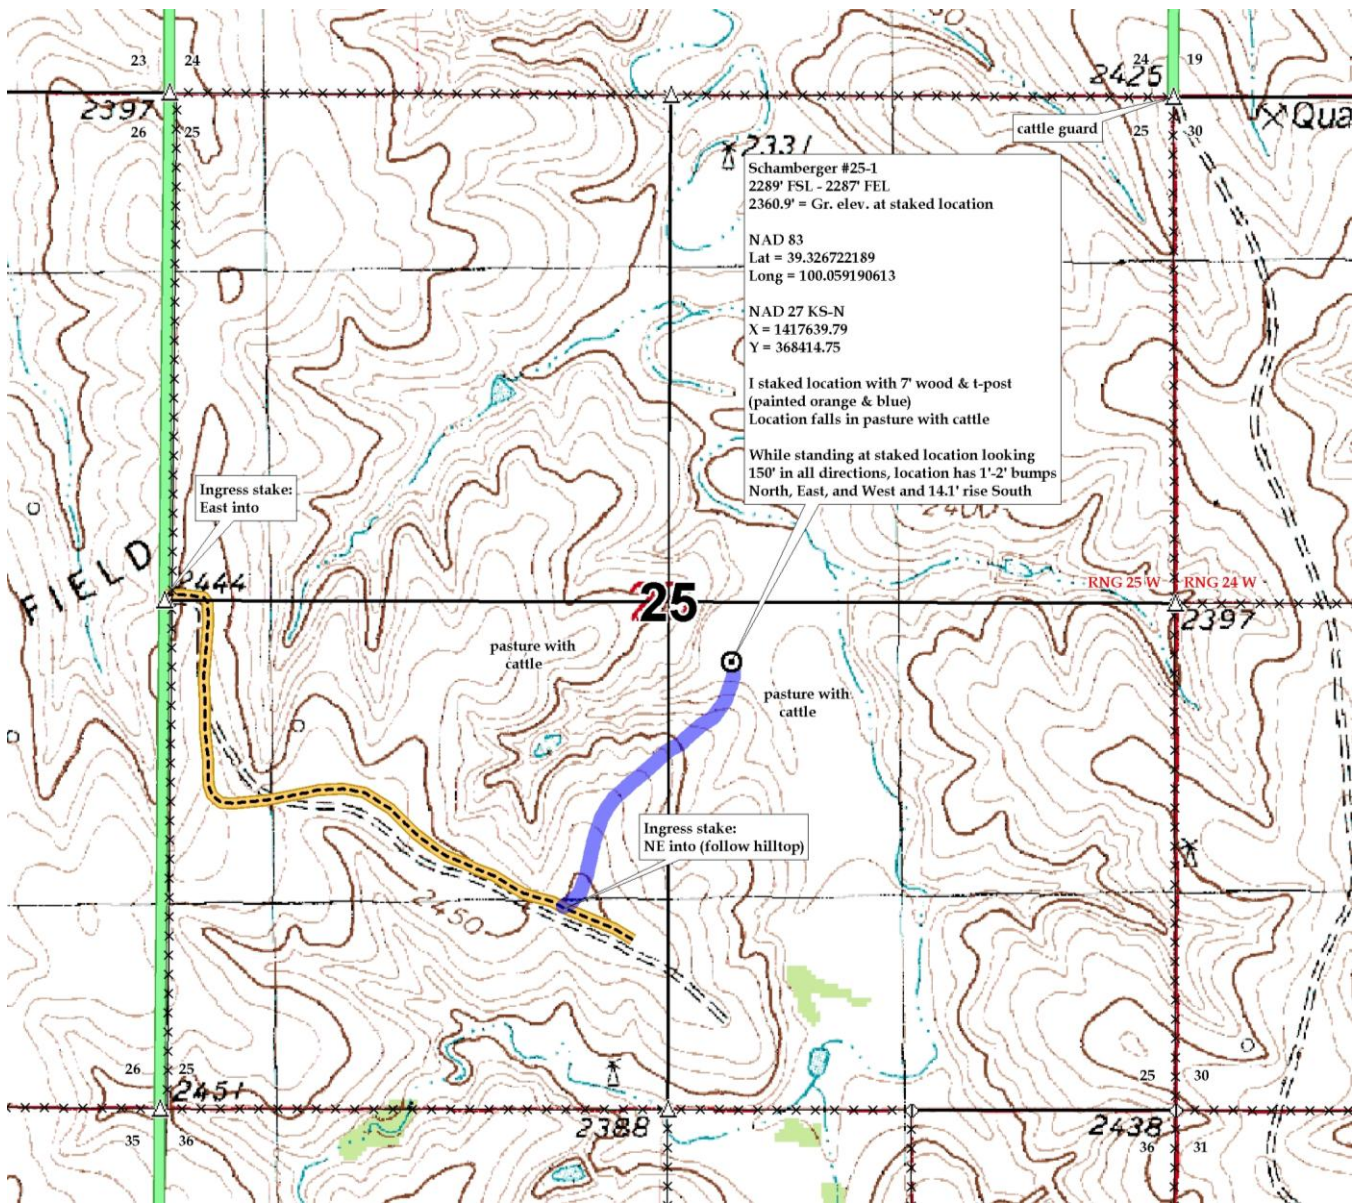 23
24
24
19
2425
2397
26
25
cattle guard
25
30
Qua
2331
Schamberger #25-1
2289' FSL - 2287' FEL
2360.9' = Gr. elev. at staked location
NAD 83
Lat = 39.326722189
Long = 100.059190613
NAD 27 KS-N
X = 1417639.79
Y = 368414.75
I staked location with 7' wood & t-post
(painted orange & blue)
Location falls in pasture with cattle
While standing at staked location looking
150' in all directions, location has 1'-2' bumps
North, East, and West and 14.1' rise South
Ingress stake:
East into
2400
FIELD
2444
RNG 25 W
RNG 24 W
25
2397
pasture with
cattle
pasture with
cattle
Ingress stake:
NE into (follow hilltop)
2450
26
25
2451
25
30
2388
2438
35
36
36
31